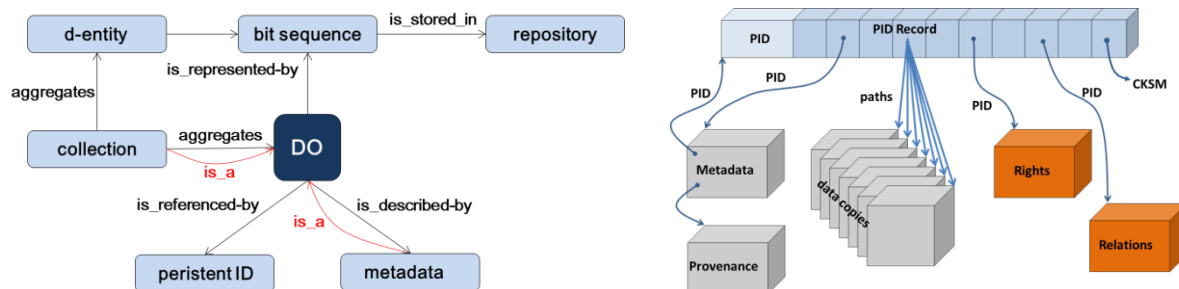 d-entity
bit sequence
is_stored_in
repository
is_represented-by
aggregates
collection
aggregates
is_a
DO
is_referenced-by
is_described-by
is_a
peristent ID
metadata
PID
PID Record
PID
PID
paths
PID
PID
CKSM
Metadata
data copies
Rights
Provenance
Relations